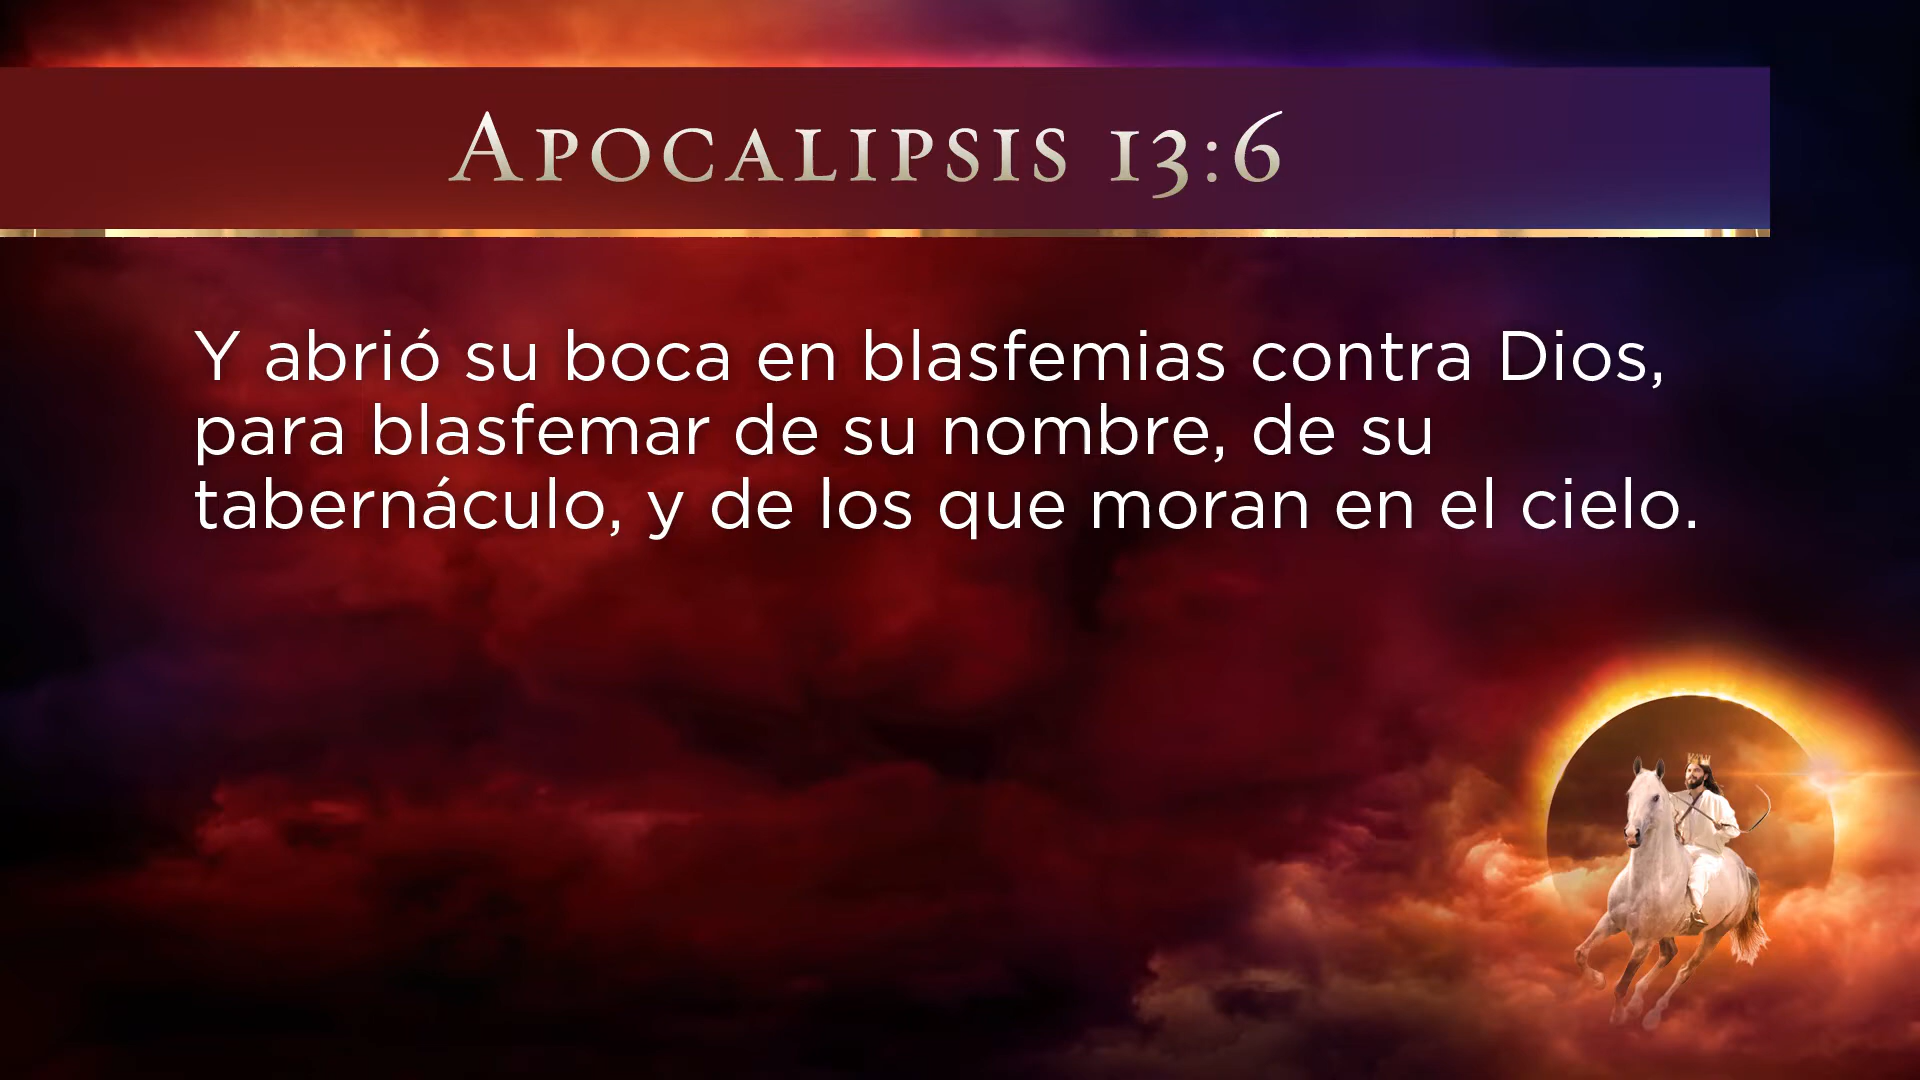 Apocalipsis 13:6
Y abrió su boca en blasfemias contra Dios,
para blasfemar de su nombre, de su
tabernáculo, y de los que moran en el cielo.